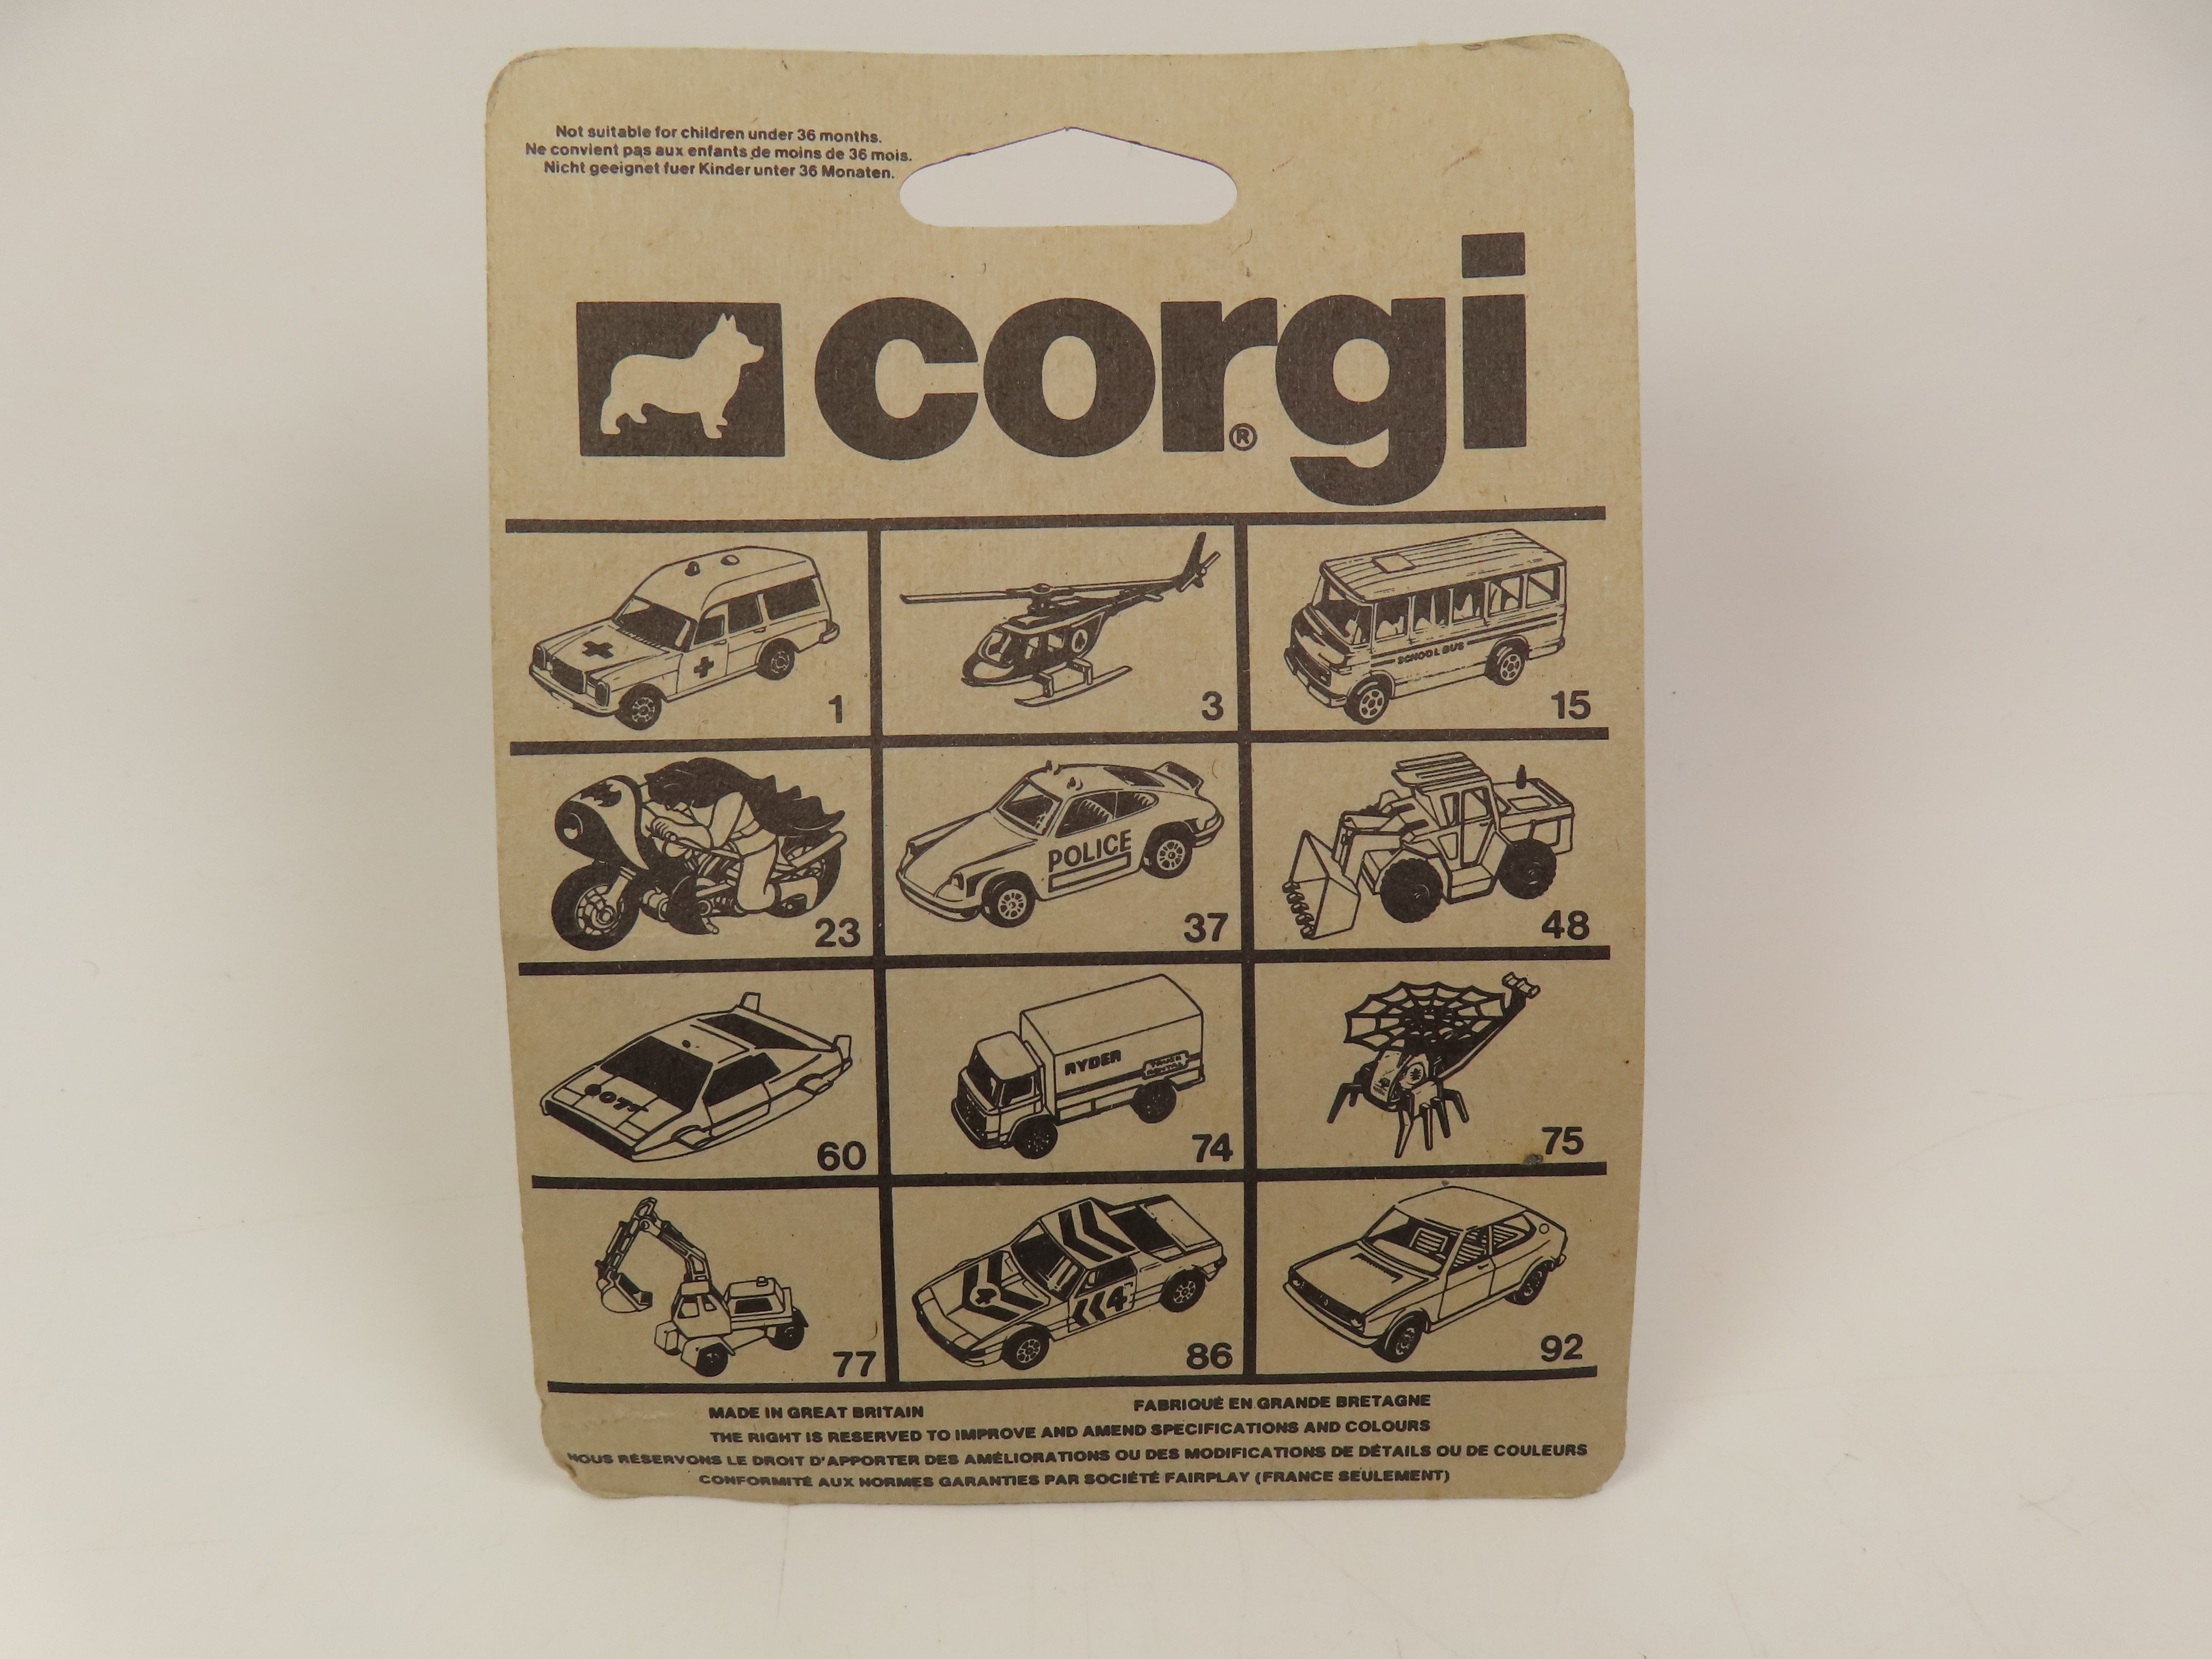 Not suitable for children under 36 months.
Ne convient pas aux enfants de moins de 36 mois.
Nicht geeignet fuer Kinder unter 36 Monaten.
corgi®
SCHOOL BUS
1
3
15
POLICE
23
37
48
007
RYDER
TRUCK
RENTAL
60
74
75
4
77
86
92
MADE IN GREAT BRITAIN FABRIQUÉ EN GRANDE BRETAGNE
THE RIGHT IS RESERVED TO IMPROVE AND AMEND SPECIFICATIONS AND COLOURS
NOUS RÉSERVONS LE DROIT D'APPORTER DES AMÉLIORATIONS OU DES MODIFICATIONS DE DÉTAILS OU DE COULEURS
CONFORMITÉ AUX NORMES GARANTIES PAR SOCIÉTÉ FAIRPLAY (FRANCE SEULEMENT)